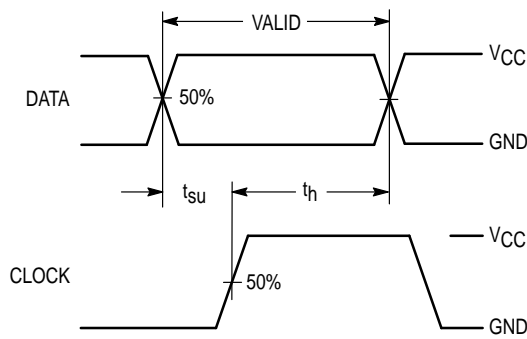 VALID
VCC
DATA
50%
GND
tsu
th
VCC
CLOCK
50%
GND